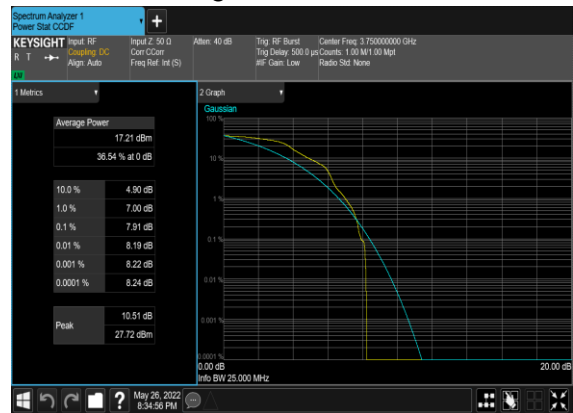 Spectrum Analyzer 1
Power Stat CCDF
+
KEYSIGHT
R T
LW
Input: RF
Coupling: DC
Align: Auto
Input Z: 50 Ω
Corr CCorr
Freq Ref: Int (S)
Atten: 40 dB
Trig: RF Burst
Trig Delay: 500.0 µs
#IF Gain: Low
Center Freq: 3.750000000 GHz
Counts: 1.00 M/1.00 Mpt
Radio Std: None
1 Metrics
Average Power
17.21 dBm
36.54 % at 0 dB
10.0 % 4.90 dB
1.0 % 7.00 dB
0.1 % 7.91 dB
0.01 % 8.19 dB
0.001 % 8.22 dB
0.0001 % 8.24 dB
Peak
10.51 dB
27.72 dBm
2 Graph
Gaussian
100 %
10 %
1 %
0.1 %
0.01 %
0.001 %
0.0001 %
0.00 dB
20.00 dB
Info BW 25.000 MHz
?
May 26, 2022
8:34:56 PM